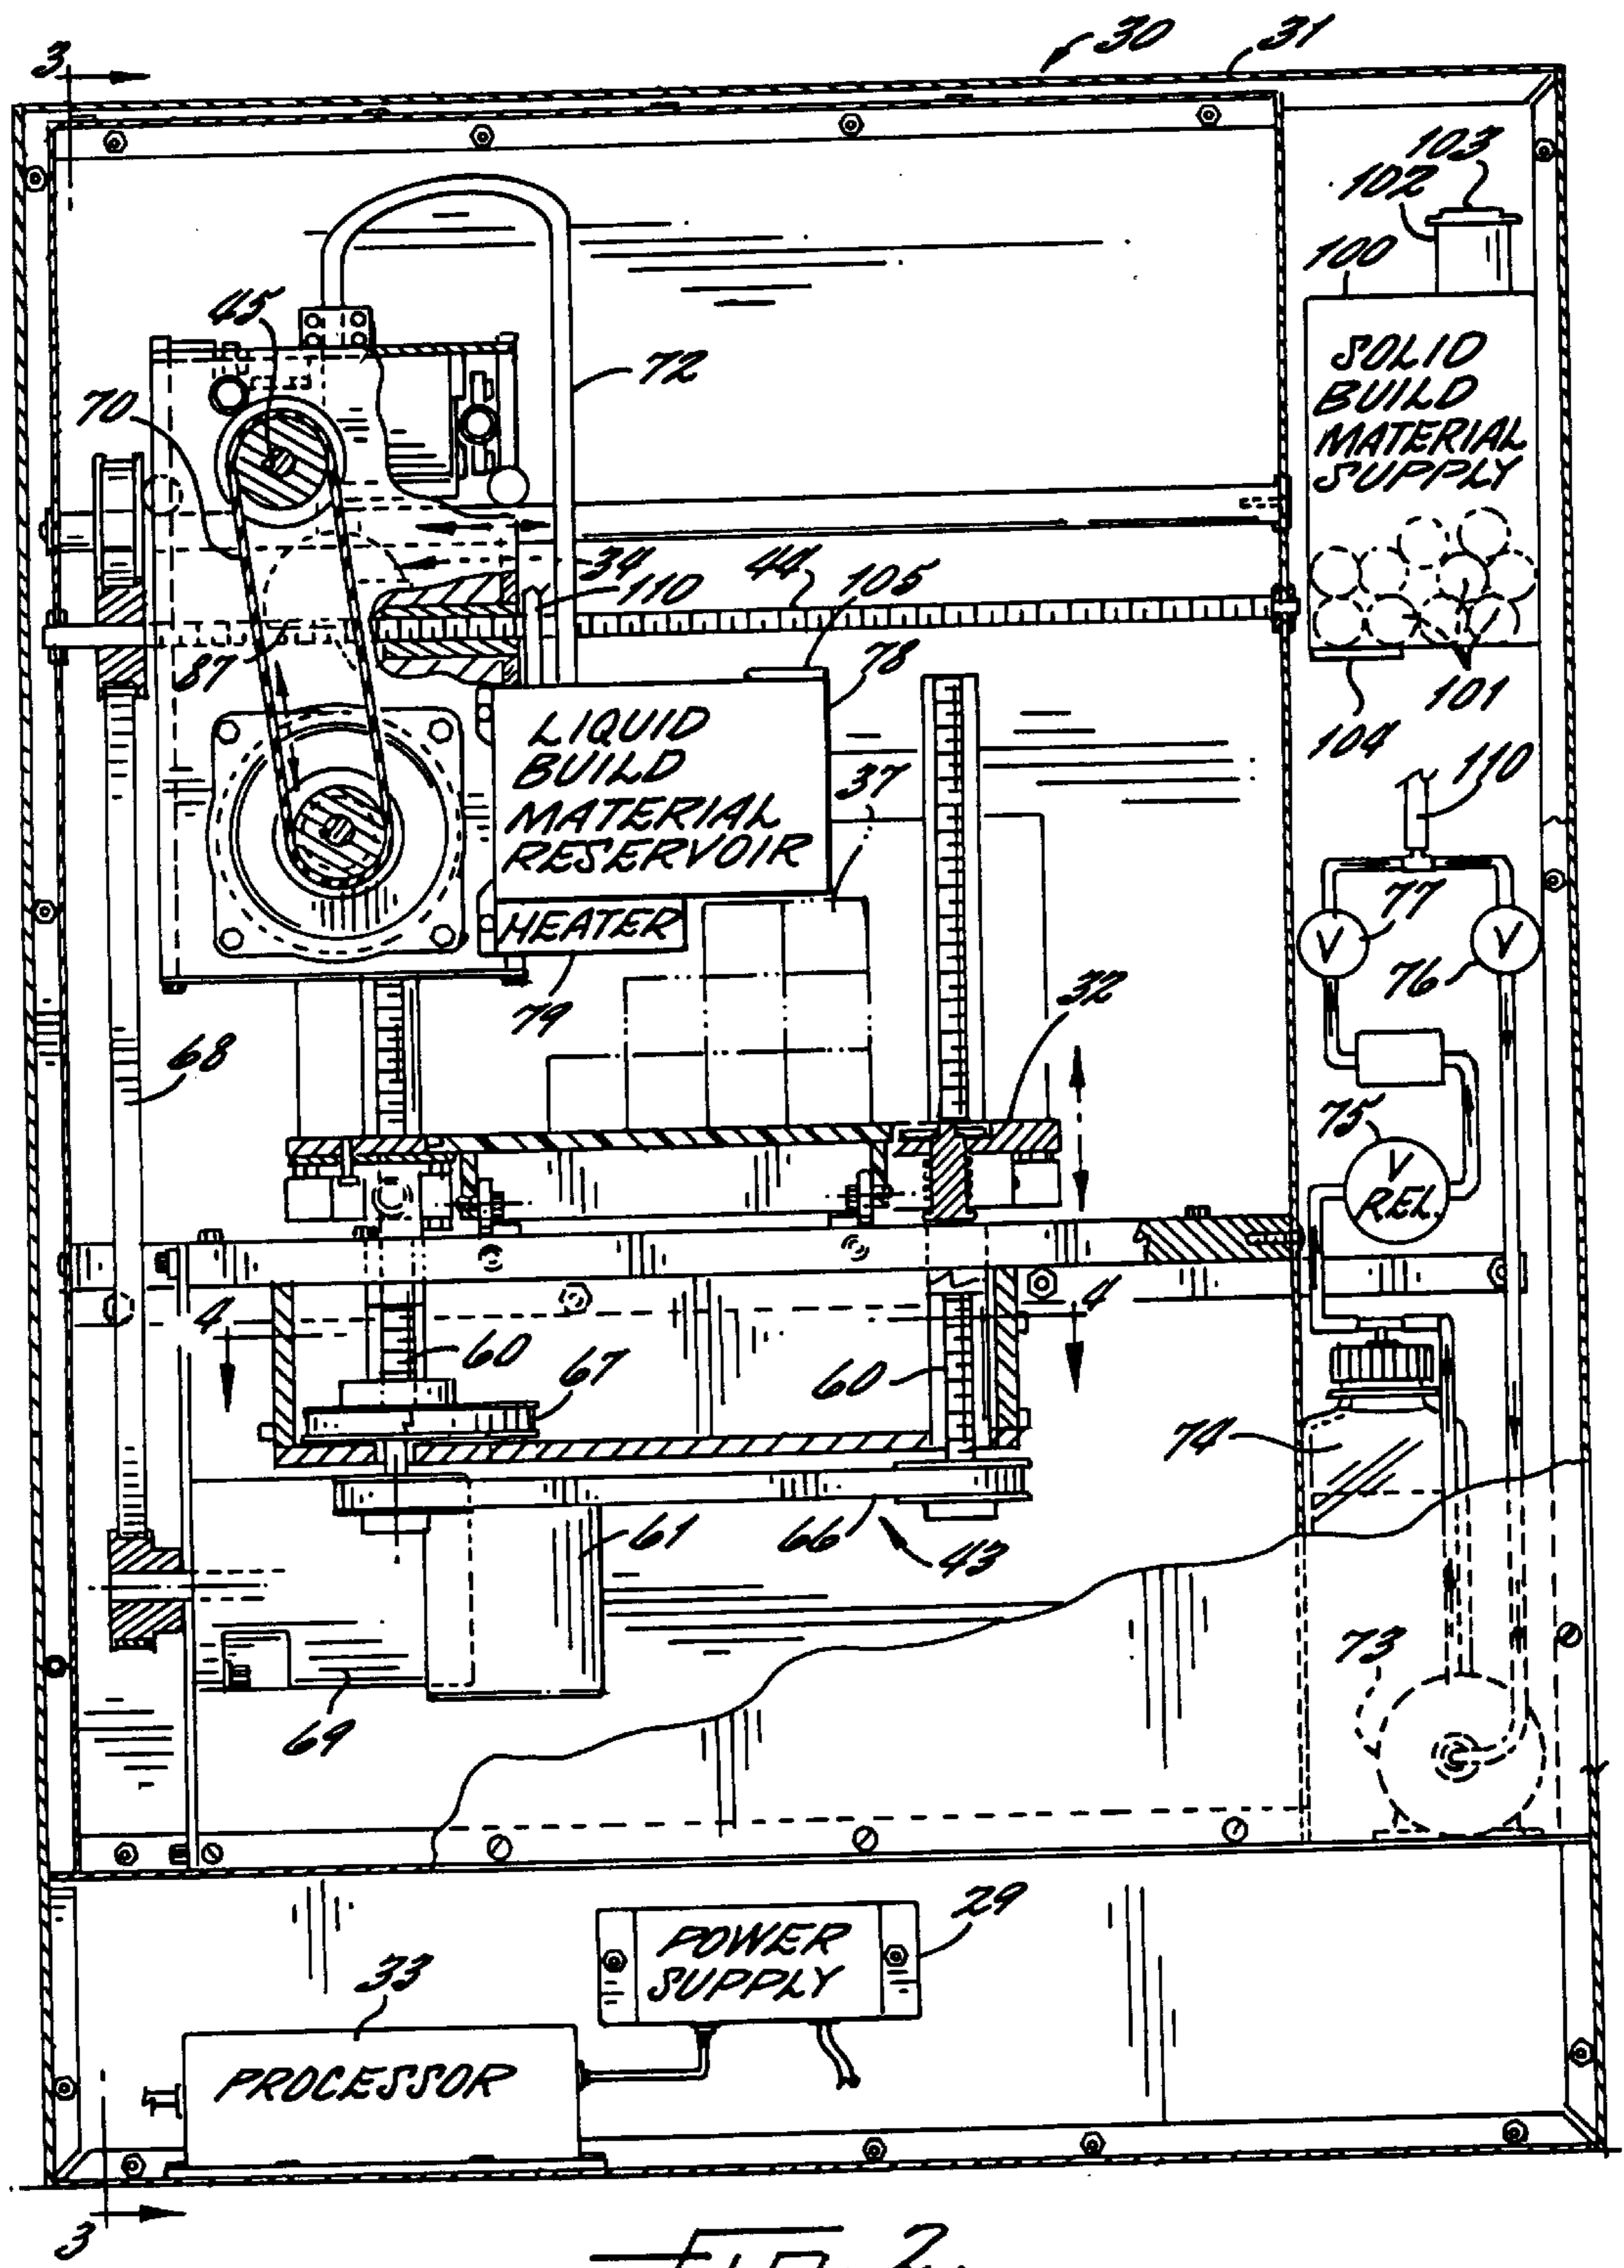 30
31
3
103
102
100
45
SOLID
BUILD
MATERIAL
SUPPLY
72
70
34
44
105
110
87
78
101
104
LIQUID
BUILD
MATERIAL
RESERVOIR
37
110
77
V
V
76
HEATER
79
32
68
75
V
REL.
4
4
60
67
60
74
61
66
43
73
69
29
POWER
SUPPLY
33
PROCESSOR
3
FIG. 2.